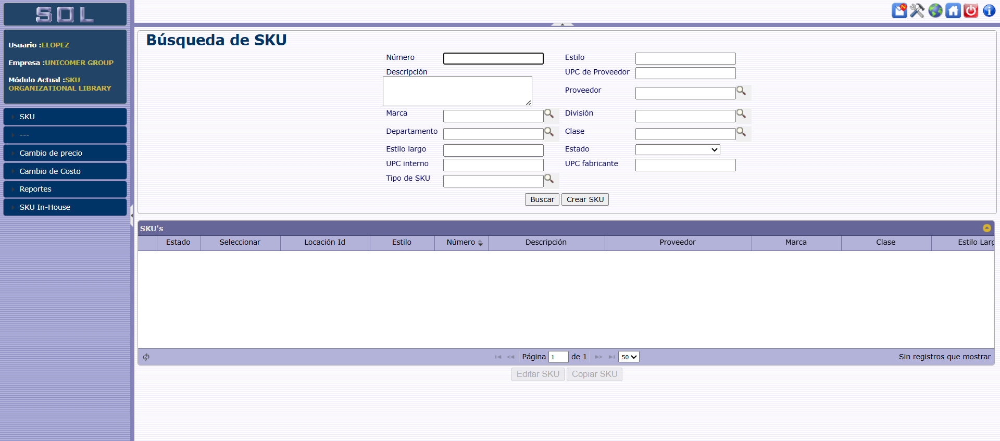 SOL
Usuario :ELOPEZ
Empresa :UNICOMER GROUP
Módulo Actual :SKU
ORGANIZATIONAL LIBRARY
SKU
---
Cambio de precio
Cambio de Costo
Reportes
SKU In-House
Búsqueda de SKU
Número
Estilo
Descripción
UPC de Proveedor
Proveedor
Marca
División
Departamento
Clase
Estilo largo
Estado
UPC interno
UPC fabricante
Tipo de SKU
Buscar Crear SKU
SKU's
Estado Seleccionar Locación Id Estilo Número Descripción Proveedor Marca Clase Estilo Larg
Página 1 de 1 50 Sin registros que mostrar
Editar SKU Copiar SKU